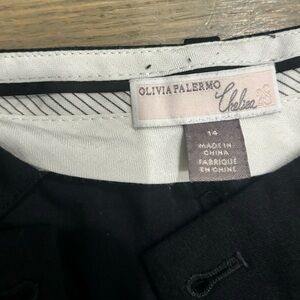 OLIVIA PALERMO
Chelsea28
14
MADE IN
CHINA
FABRIQUÉ
EN CHINE